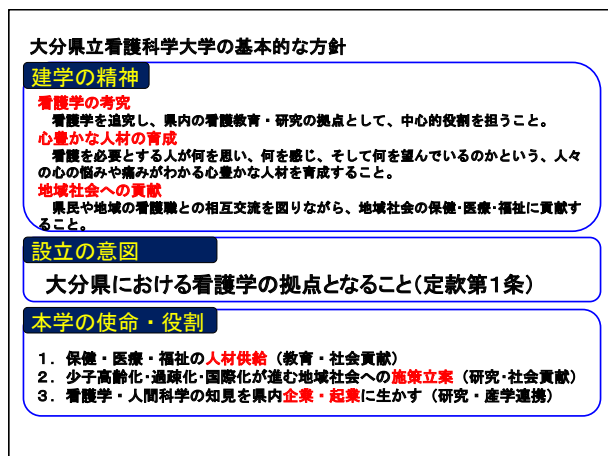 大分県立看護科学大学の基本的な方針
建学の精神
看護学の考究
看護学を追究し、県内の看護教育・研究の拠点として、中心的役割を担うこと。
心豊かな人材の育成
看護を必要とする人が何を思い、何を感じ、そして何を望んでいるのかという、人々
の心の悩みや痛みがわかる心豊かな人材を育成すること。
地域社会への貢献
県民や地域の看護職との相互交流を図りながら、地域社会の保健・医療・福祉に貢献す
ること。
設立の意図
大分県における看護学の拠点となること(定款第1条)
本学の使命・役割
1.保健・医療・福祉の人材供給(教育・社会貢献)
2.少子高齢化・過疎化・国際化が進む地域社会への施策立案(研究・社会貢献)
3.看護学・人間科学の知見を県内企業・起業に生かす(研究・産学連携)